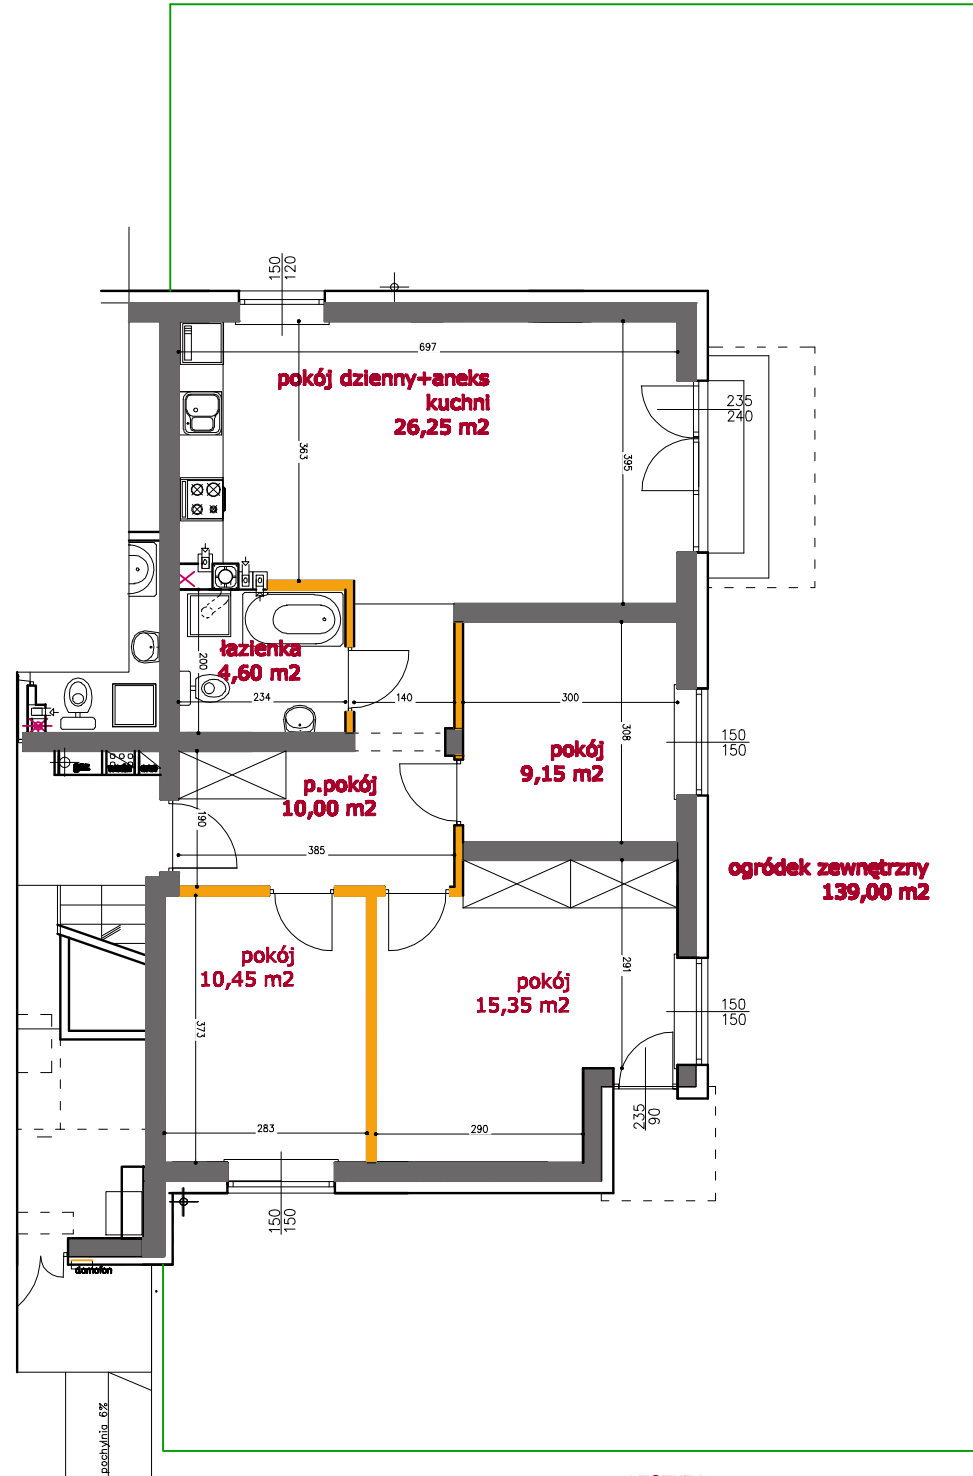 150
120
697
pokój dzienny+aneks
kuchni
26,25 m2
235
240
363
395
łazienka
4,60 m2
200
234
140
300
308
pokój
9,15 m2
150
150
gaz
p.pokój
10,00 m2
190
385
ogródek zewnętrzny
139,00 m2
pokój
10,45 m2
pokój
15,35 m2
291
150
150
373
283
290
235
90
150
150
domofon
pochylnia 6%